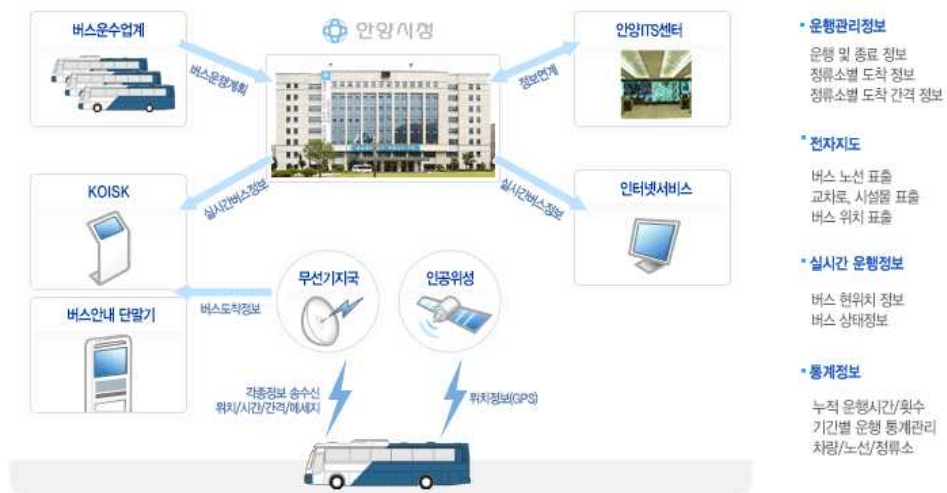 버스운수업계
안양시청
안양ITS센터
버스운행계획
정보연계
KOISK
실시간버스정보
실시간버스정보
인터넷서비스
무선기지국
인공위성
버스도착정보
버스안내 단말기
각종정보 송수신
위치/시간/간격/메세지
위치정보(GPS)
운행관리정보
운행 및 종료 정보
정류소별 도착 정보
정류소별 도착 간격 정보
전자지도
버스 노선 표출
교차로, 시설물 표출
버스 위치 표출
실시간 운행정보
버스 현위치 정보
버스 상태정보
통계정보
누적 운행시간/횟수
기간별 운행 통계관리
차량/노선/정류소